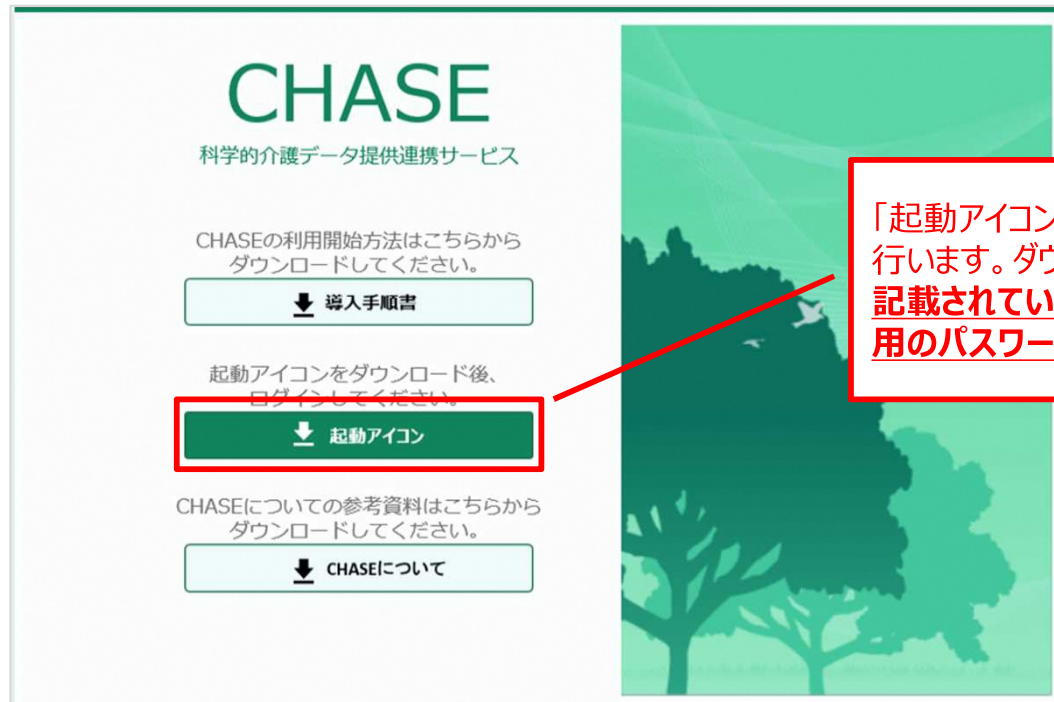 CHASE
科学的介護データ提供連携サービス
CHASEの利用開始方法はこちらから
ダウンロードしてください。
導入手順書
起動アイコンをダウンロード後、
ログインしてください。
起動アイコン
CHASEについての参考資料はこちらから
ダウンロードしてください。
CHASEについて
「起動アイコン
行います。ダウ
記載されてい
用のパスワー